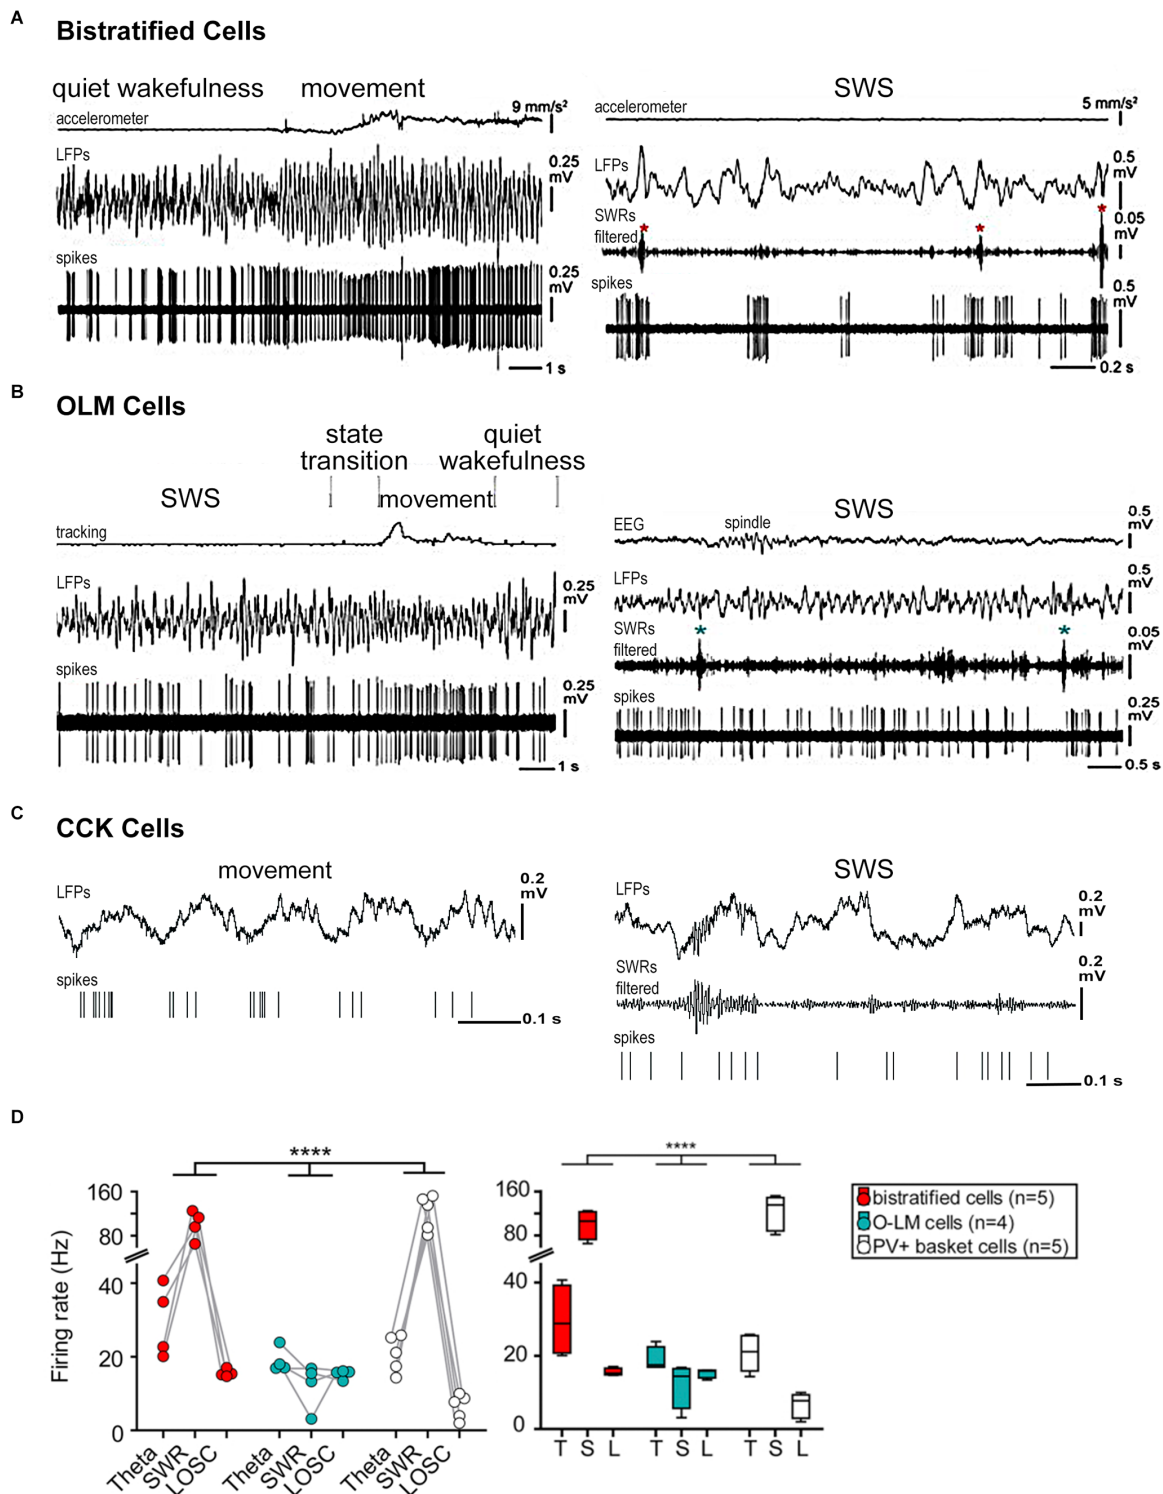 A
Bistratified Cells
quiet wakefulness movement
accelerometer
9 mm/s²
LFPs
0.25
mV
spikes
0.25
mV
1 s
SWS
accelerometer
5 mm/s²
LFPs
0.5
mV
SWRs
filtered
* * *
0.05
mV
spikes
0.5
mV
0.2 s
B
OLM Cells
state
transition
quiet
wakefulness
SWS
movement
tracking
LFPs
0.25
mV
spikes
0.25
mV
1 s
SWS
EEG
spindle
0.5
mV
LFPs
0.5
mV
SWRs
filtered
* *
0.05
mV
spikes
0.25
mV
0.5 s
C
CCK Cells
movement
LFPs
0.2
mV
spikes
0.1 s
SWS
LFPs
0.2
mV
SWRs
filtered
0.2
mV
spikes
0.1 s
D
****
Firing rate (Hz)
160
80
40
20
0
Theta
SWR
LOSC
Theta
SWR
LOSC
Theta
SWR
LOSC
****
160
80
40
20
0
T S L T S L T S L
bistratified cells (n=5)
O-LM cells (n=4)
PV+ basket cells (n=5)